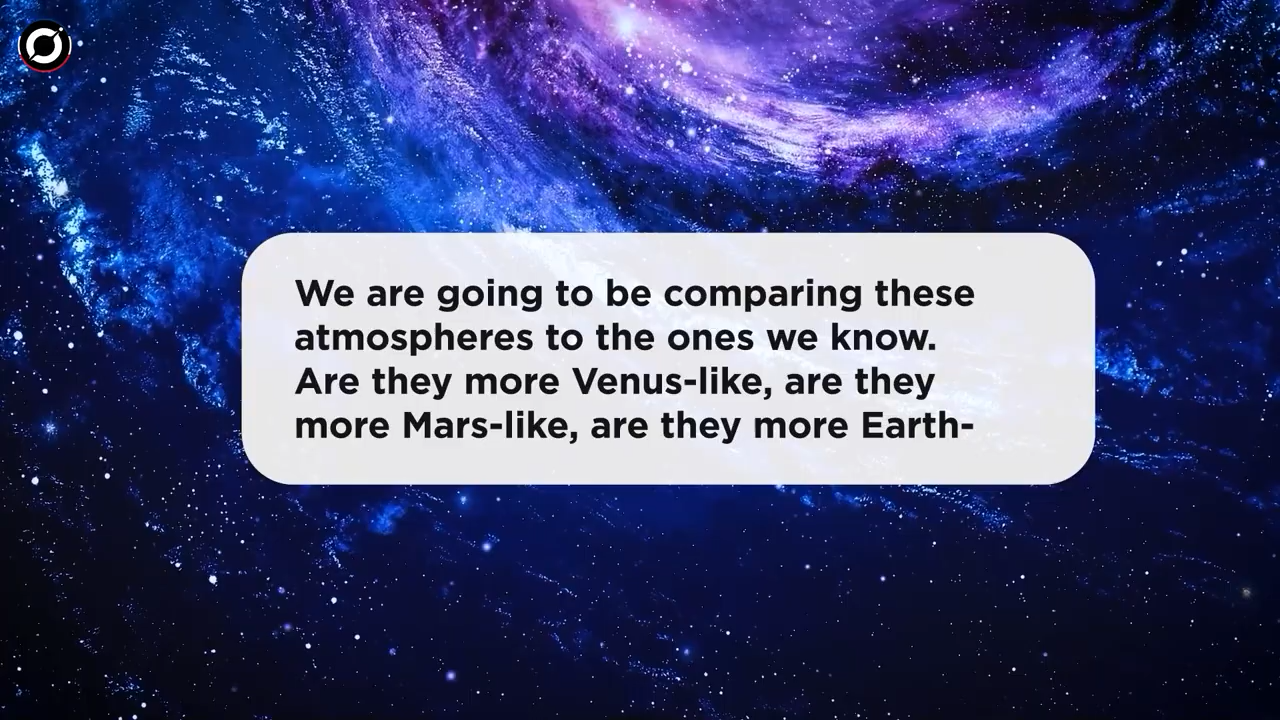 We are going to be comparing these
atmospheres to the ones we know.
Are they more Venus-like, are they
more Mars-like, are they more Earth-